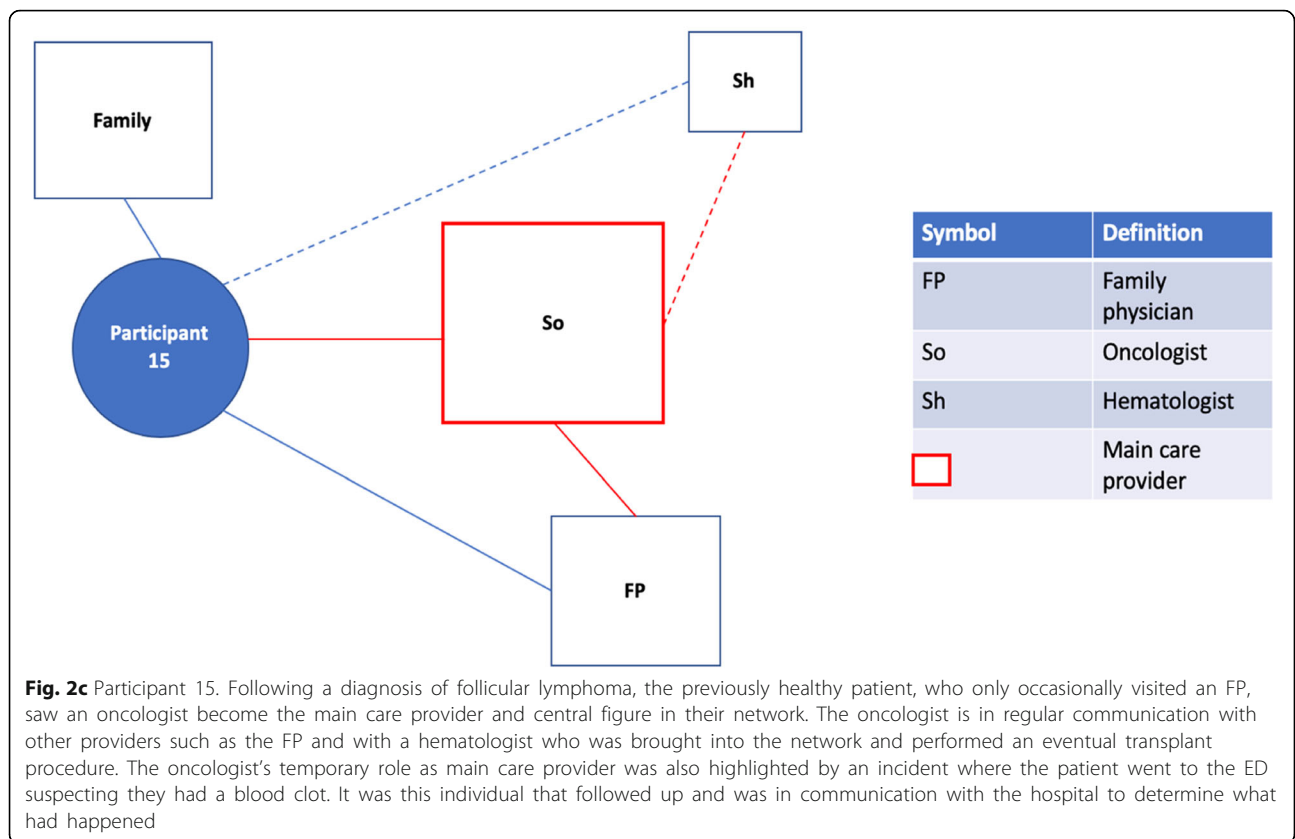 Family
Sh
Participant
15
So
FP
Symbol Definition
FP Family
physician
So Oncologist
Sh Hematologist
Main care
provider
Fig. 2c Participant 15. Following a diagnosis of follicular lymphoma, the previously healthy patient, who only occasionally visited an FP,
saw an oncologist become the main care provider and central figure in their network. The oncologist is in regular communication with
other providers such as the FP and with a hematologist who was brought into the network and performed an eventual transplant
procedure. The oncologist's temporary role as main care provider was also highlighted by an incident where the patient went to the ED
suspecting they had a blood clot. It was this individual that followed up and was in communication with the hospital to determine what
had happened